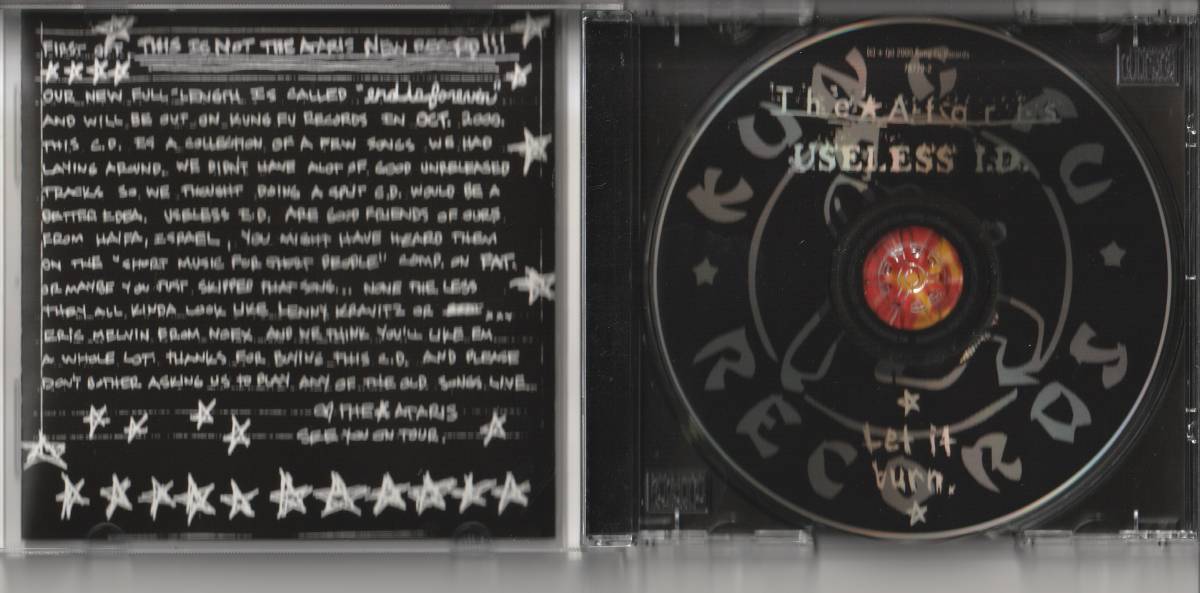 FIRST OFF THIS IS NOT THE ATARIS NEW RECORD!!!
OUR NEW FULL-LENGTH IS CALLED "end is forever"
AND WILL BE OUT ON KUNG FU RECORDS IN OCT, 2000.
THIS C.D. IS A COLLECTION OF A FEW SONGS WE HAD
LAYING AROUND. WE DIDN'T HAVE ALOT OF GOOD UNRELEASED
TRACKS SO WE THOUGHT DOING A SPLIT C.D. WOULD BE A
BETTER IDEA. USELESS I.D. ARE GOOD FRIENDS OF OURS
FROM HAIFA, ISRAEL, YOU MIGHT HAVE HEARD THEM
ON THE "SHORT MUSIC FOR SHORT PEOPLE" COMP. ON FAT.
OR MAYBE YOU JUST SKIPPED THAT SONG... NONE THE LESS
THEY ALL KINDA LOOK LIKE LENNY KRAVITZ OR ...
ERIC MELVIN FROM NOFX AND WE THINK YOU'LL LIKE EM
A WHOLE LOT! THANKS FOR BUYING THIS C.D. AND PLEASE
DON'T BOTHER ASKING US TO PLAY ANY OF THE OLD SONGS LIVE.
THE★ATARIS
SEE YOU ON TOUR.
(c) + (p) 2000 Kung Fu Records
The★Ataris
USELESS I.D.
KUNG FU
★ RECORDS ★
Let it
burn.